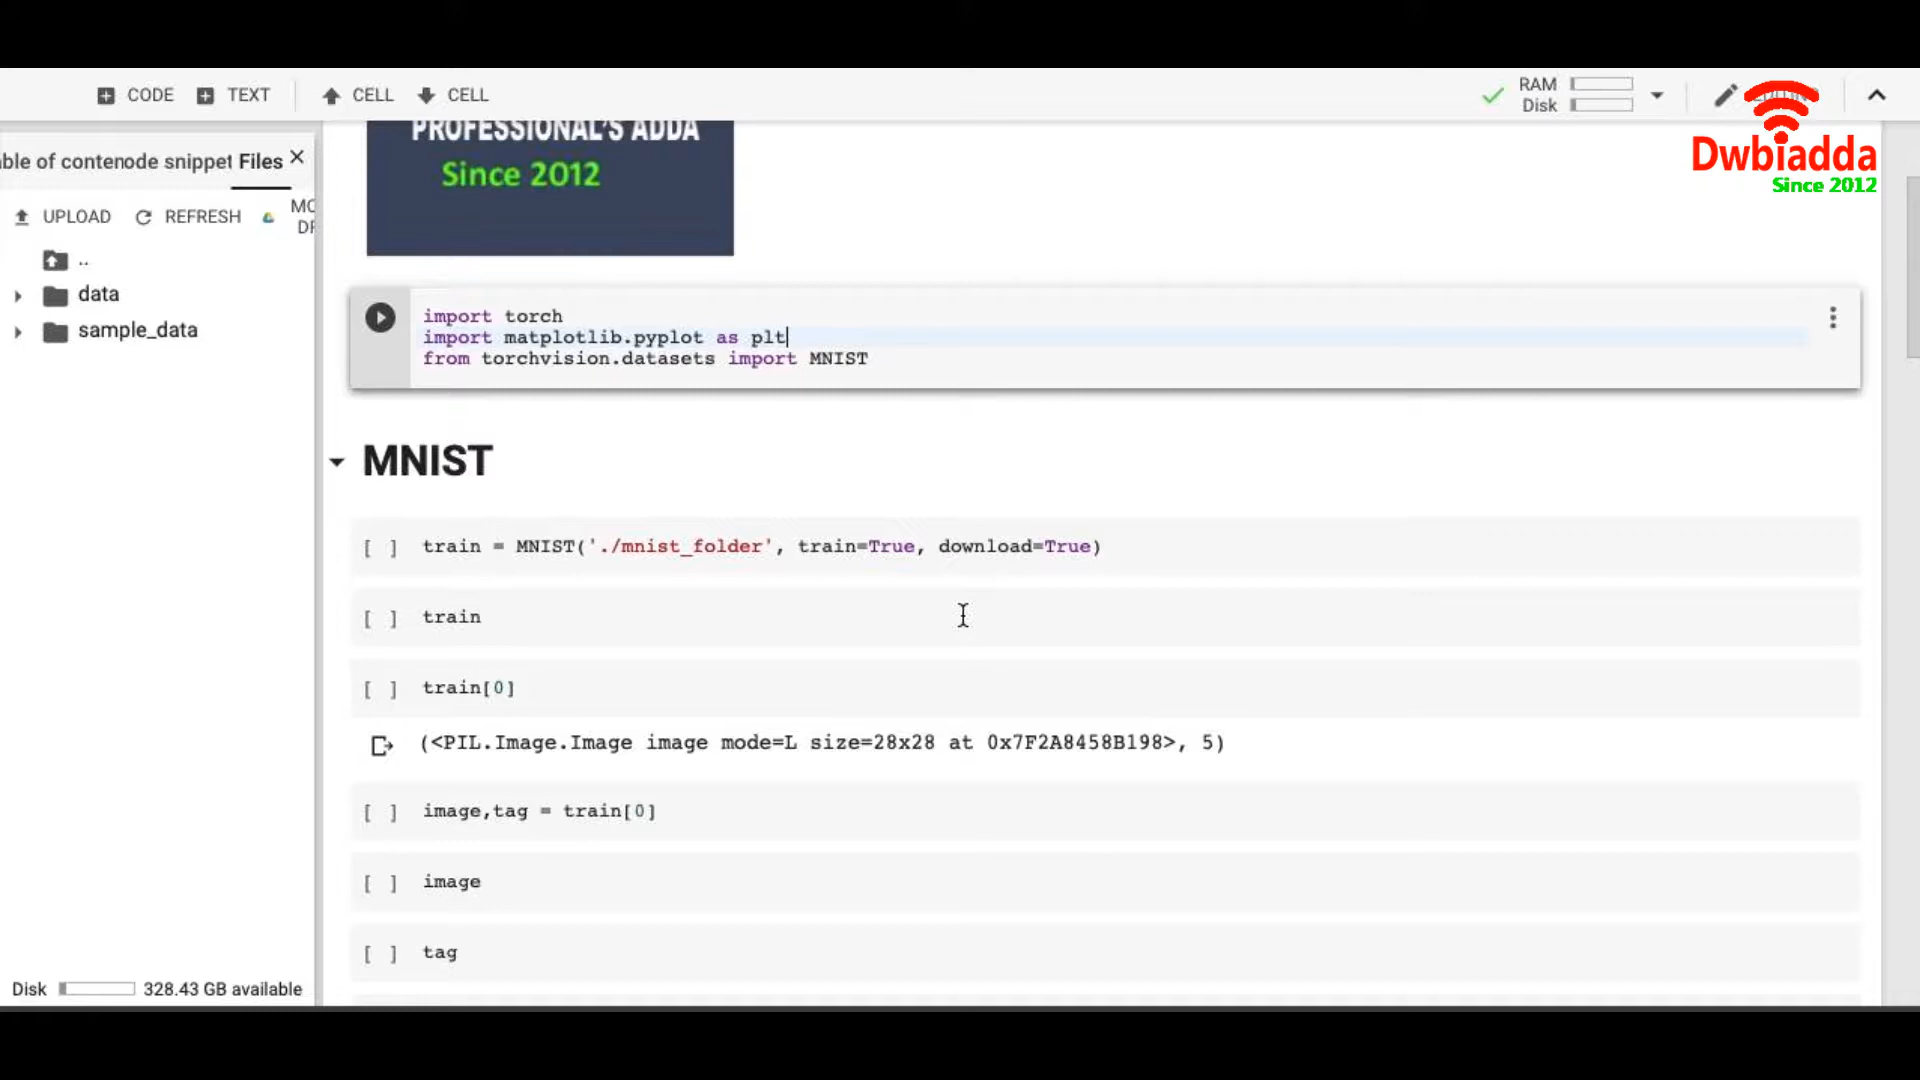 CODE TEXT CELL CELL
RAM
Disk
Dwbiadda
Since 2012
ble of conten ode snippet Files
UPLOAD REFRESH
..
data
sample_data
Disk 328.43 GB available
PROFESSIONAL'S ADDA
Since 2012
import torch
import matplotlib.pyplot as plt
from torchvision.datasets import MNIST
MNIST
[ ] train = MNIST('./mnist_folder', train=True, download=True)
[ ] train
[ ] train[0]
(<PIL.Image.Image image mode=L size=28x28 at 0x7F2A8458B198>, 5)
[ ] image,tag = train[0]
[ ] image
[ ] tag